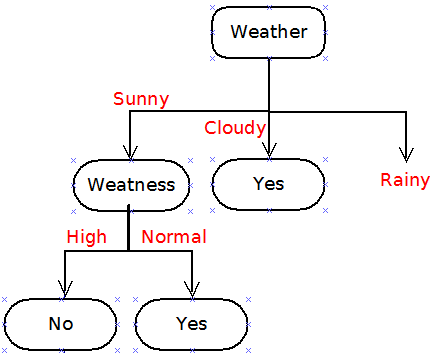 Weather
Sunny
Cloudy
Rainy
Weatness
Yes
High
Normal
No
Yes